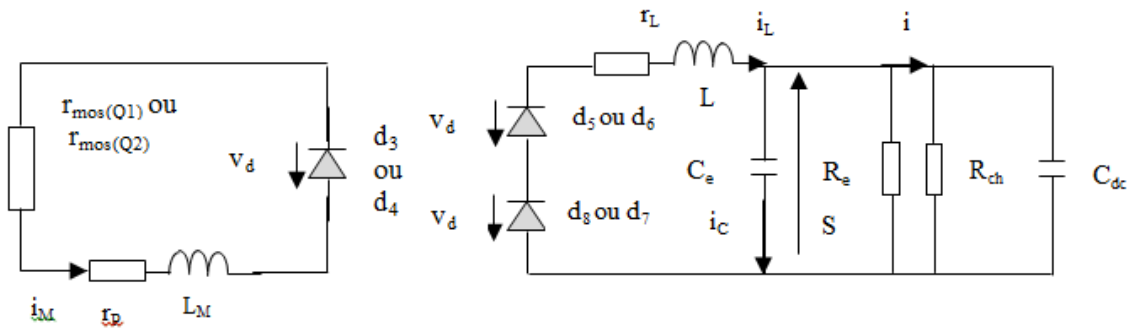 r_mos(Q1) ou
r_mos(Q2)
v_d
d_3
ou
d_4
i_M
r_p
L_M
r_L
i_L
i
L
v_d
d_5 ou d_6
v_d
d_8 ou d_7
C_e
i_C
R_e
S
R_ch
C_dc